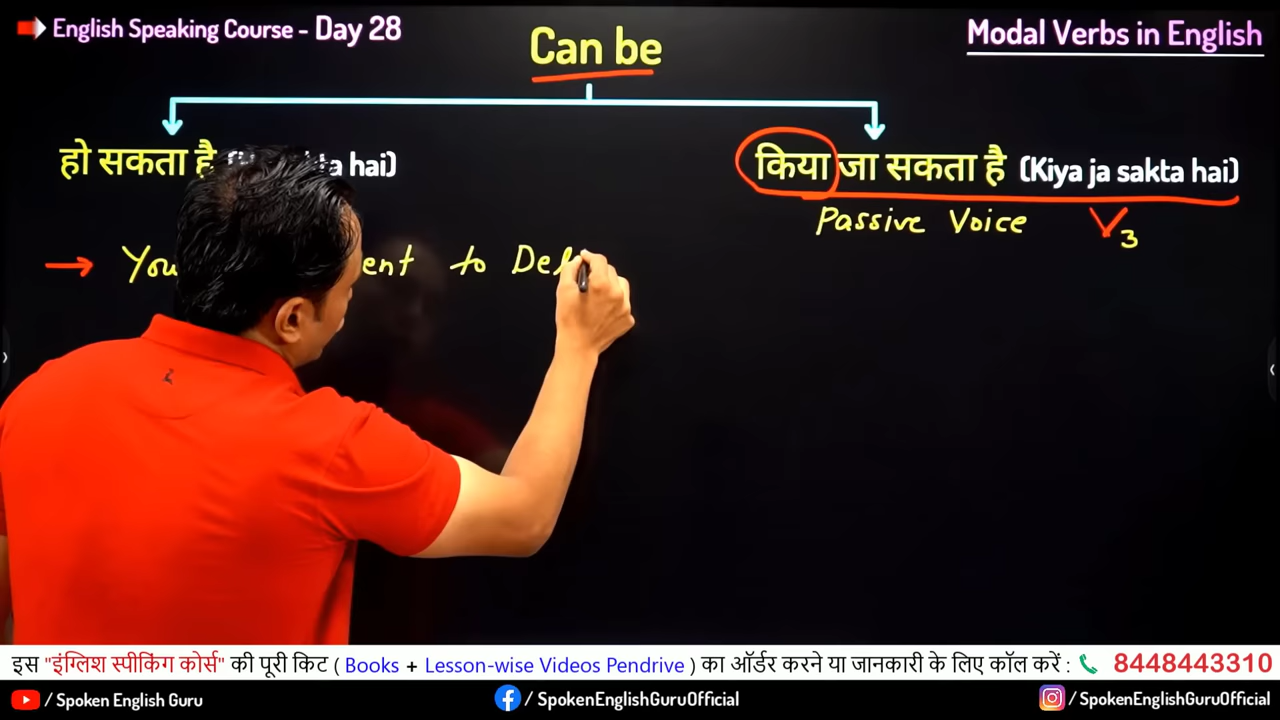 English Speaking Course - Day 28
Can be
Modal Verbs in English
हो सकता है hai)
किया जा सकता है (Kiya ja sakta hai)
Passive Voice V3
→ to
इस "इंग्लिश स्पीकिंग कोर्स" की पूरी किट ( Books + Lesson-wise Videos Pendrive ) का ऑर्डर करने या जानकारी के लिए कॉल करें : 8448443310
Spoken English Guru
/ SpokenEnglishGuruOfficial
/ SpokenEnglishGuruOfficial